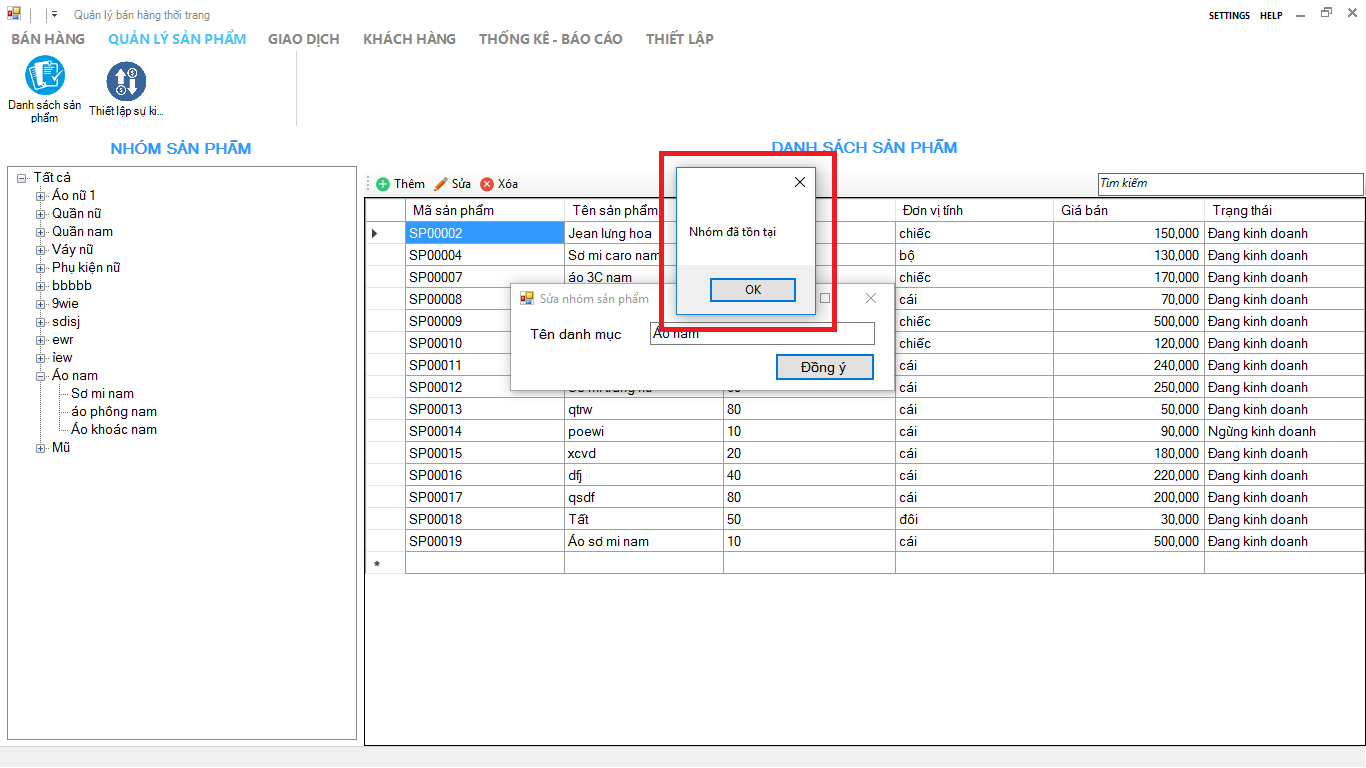 Quản lý bán hàng thời trang
SETTINGS HELP
BÁN HÀNG QUẢN LÝ SẢN PHẨM GIAO DỊCH KHÁCH HÀNG THỐNG KÊ - BÁO CÁO THIẾT LẬP
Danh sách sản phẩm
Thiết lập sự ki...
NHÓM SẢN PHẨM
Tất cả
Áo nữ 1
Quần nữ
Quần nam
Váy nữ
Phụ kiện nữ
bbbbb
9wie
sdisj
ewr
iew
Áo nam
Sơ mi nam
áo phông nam
Áo khoác nam
Mũ
DANH SÁCH SẢN PHẨM
Thêm Sửa Xóa
Tìm kiếm
Mã sản phẩm Tên sản phẩm Đơn vị tính Giá bán Trạng thái
SP00002 Jean lưng hoa chiếc 150,000 Đang kinh doanh
SP00004 Sơ mi caro nam bộ 130,000 Đang kinh doanh
SP00007 áo 3C nam chiếc 170,000 Đang kinh doanh
SP00008 cái 70,000 Đang kinh doanh
SP00009 chiếc 500,000 Đang kinh doanh
SP00010 chiếc 120,000 Đang kinh doanh
SP00011 cái 240,000 Đang kinh doanh
SP00012 cái 250,000 Đang kinh doanh
SP00013 qtrw 80 cái 50,000 Đang kinh doanh
SP00014 poewi 10 cái 90,000 Ngừng kinh doanh
SP00015 xcvd 20 cái 180,000 Đang kinh doanh
SP00016 dfj 40 cái 220,000 Đang kinh doanh
SP00017 qsdf 80 cái 200,000 Đang kinh doanh
SP00018 Tất 50 đôi 30,000 Đang kinh doanh
SP00019 Áo sơ mi nam 10 cái 500,000 Đang kinh doanh
Nhóm đã tồn tại
OK
Sửa nhóm sản phẩm
Tên danh mục Áo nam
Đồng ý